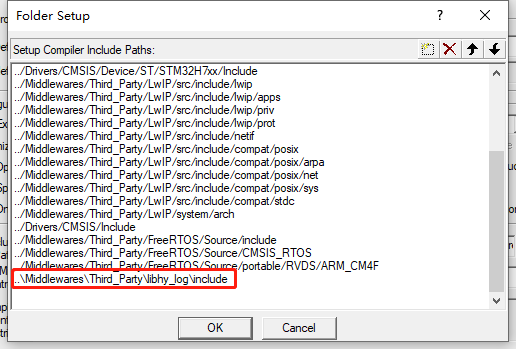 Folder Setup
?
Setup Compiler Include Paths:
../Drivers/CMSIS/Device/ST/STM32H7xx/Include
../Middlewares/Third_Party/LwIP/src/include/lwip
../Middlewares/Third_Party/LwIP/src/include/lwip/apps
../Middlewares/Third_Party/LwIP/src/include/lwip/priv
../Middlewares/Third_Party/LwIP/src/include/lwip/prot
../Middlewares/Third_Party/LwIP/src/include/netif
../Middlewares/Third_Party/LwIP/src/include/compat/posix
../Middlewares/Third_Party/LwIP/src/include/compat/posix/arpa
../Middlewares/Third_Party/LwIP/src/include/compat/posix/net
../Middlewares/Third_Party/LwIP/src/include/compat/posix/sys
../Middlewares/Third_Party/LwIP/src/include/compat/stdc
../Middlewares/Third_Party/LwIP/system/arch
../Drivers/CMSIS/Include
../Middlewares/Third_Party/FreeRTOS/Source/include
../Middlewares/Third_Party/FreeRTOS/Source/CMSIS_RTOS
../Middlewares/Third_Party/FreeRTOS/Source/portable/RVDS/ARM_CM4F
..\Middlewares\Third_Party\libhy_log\include
OK
Cancel